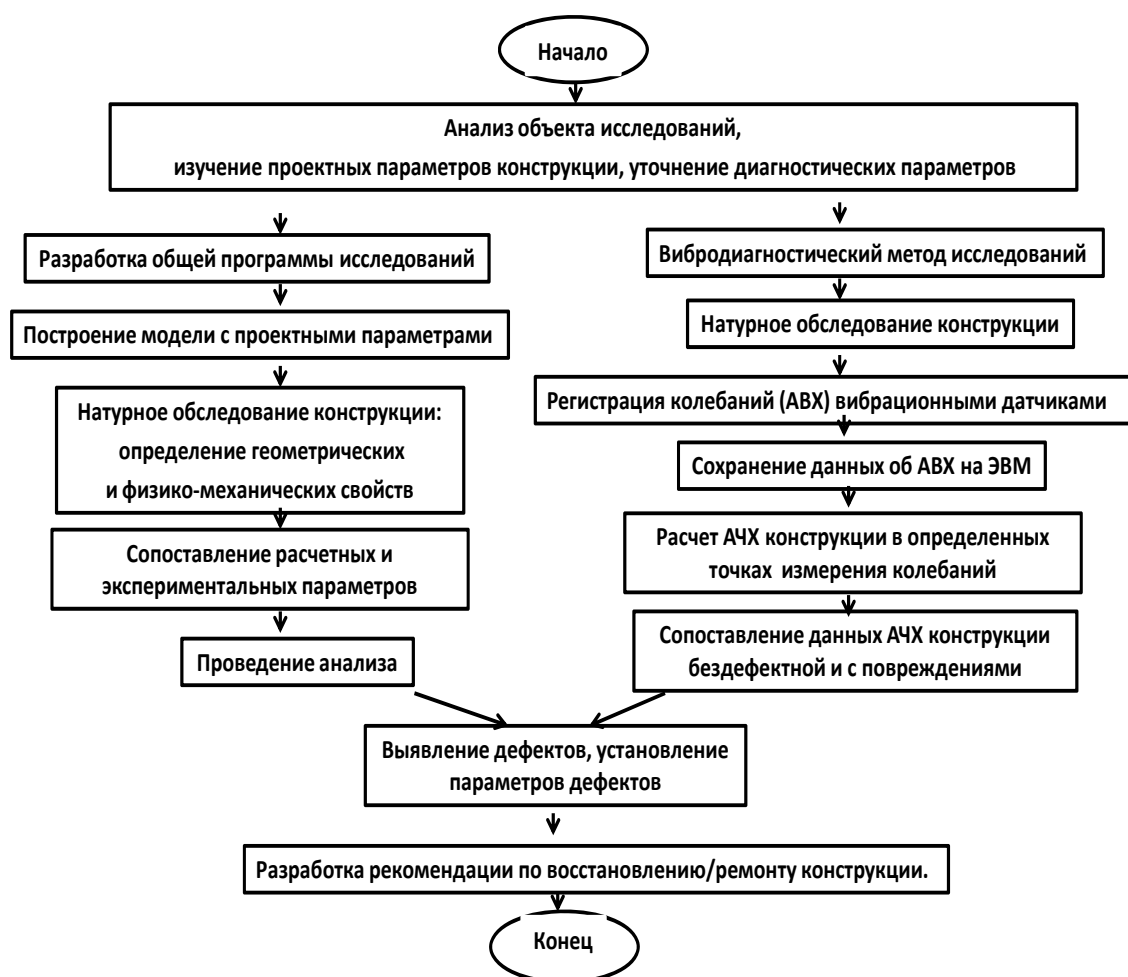 Начало
Анализ объекта исследований,
изучение проектных параметров конструкции, уточнение диагностических параметров
Разработка общей программы исследований
Построение модели с проектными параметрами
Натурное обследование конструкции:
определение геометрических
и физико-механических свойств
Сопоставление расчетных и
экспериментальных параметров
Проведение анализа
Вибродиагностический метод исследований
Натурное обследование конструкции
Регистрация колебаний (АВХ) вибрационными датчиками
Сохранение данных об АВХ на ЭВМ
Расчет АЧХ конструкции в определенных
точках измерения колебаний
Сопоставление данных АЧХ конструкции
бездефектной и с повреждениями
Выявление дефектов, установление
параметров дефектов
Разработка рекомендации по восстановлению/ремонту конструкции.
Конец